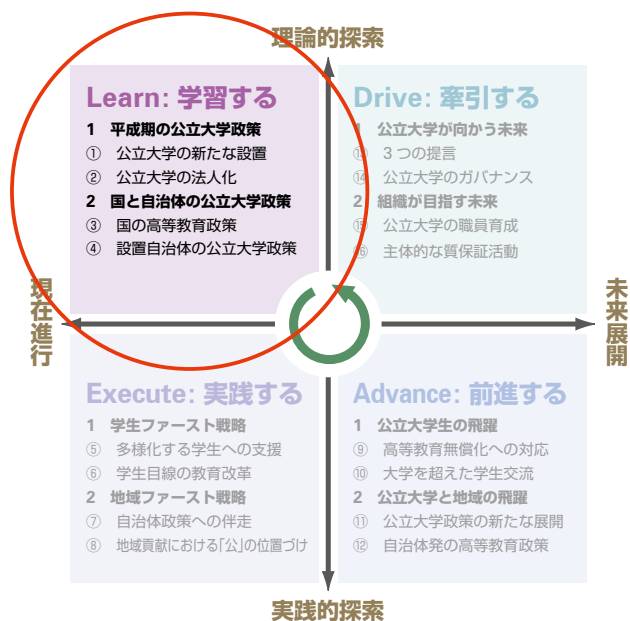 理論的探索
Learn: 学習する
1 平成期の公立大学政策
① 公立大学の新たな設置
② 公立大学の法人化
2 国と自治体の公立大学政策
③ 国の高等教育政策
④ 設置自治体の公立大学政策
Drive: 牽引する
1 公立大学が向かう未来
⑬ 3つの提言
⑭ 公立大学のガバナンス
2 組織が目指す未来
⑮ 公立大学の職員育成
⑯ 主体的な質保証活動
現在進行
未来展開
Execute: 実践する
1 学生ファースト戦略
⑤ 多様化する学生への支援
⑥ 学生目線の教育改革
2 地域ファースト戦略
⑦ 自治体政策への伴走
⑧ 地域貢献における「公」の位置づけ
Advance: 前進する
1 公立大学生の飛躍
⑨ 高等教育無償化への対応
⑩ 大学を超えた学生交流
2 公立大学と地域の飛躍
⑪ 公立大学政策の新たな展開
⑫ 自治体発の高等教育政策
実践的探索